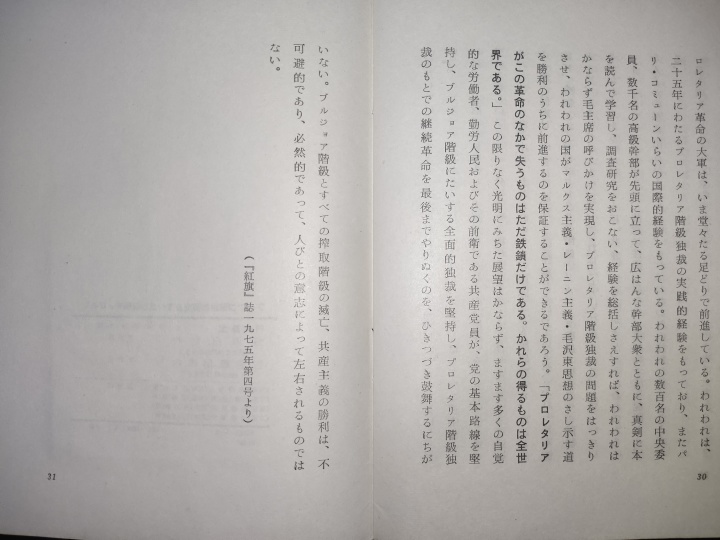 ロレタリア革命の大軍は、いま堂々たる足どりで前進している。われわれは、
二十五年にわたるプロレタリア階級独裁の実践的経験をもっており、またパ
リ・コミューンいらいの国際的経験をもっている。われわれの数百名の中央委
員、数千名の高級幹部が先頭に立って、広はんな幹部大衆とともに、真剣に本
を読んで学習し、調査研究をおこない、経験を総括しさえすれば、われわれは
かならず毛主席の呼びかけを実現し、プロレタリア階級独裁の問題をはっきり
させ、われわれの国がマルクス主義・レーニン主義・毛沢東思想のさし示す道
を勝利のうちに前進するのを保証することができるであろう。「プロレタリア
がこの革命のなかで失うものはただ鉄鎖だけである。かれらの得るものは全世
界である。」この限りなく光明にみちた展望はかならず、ますます多くの自覚
的な労働者、勤労人民およびその前衛である共産党員が、党の基本路線を堅
持し、ブルジョア階級にたいする全面的独裁を堅持し、プロレタリア階級独
裁のもとでの継続革命を最後までやりぬくのを、ひきつづき鼓舞するにちが
30
いない。ブルジョア階級とすべての搾取階級の滅亡、共産主義の勝利は、不
可避的であり、必然的であって、人びとの意志によって左右されるものでは
ない。
(『紅旗』誌一九七五年第四号より)
31